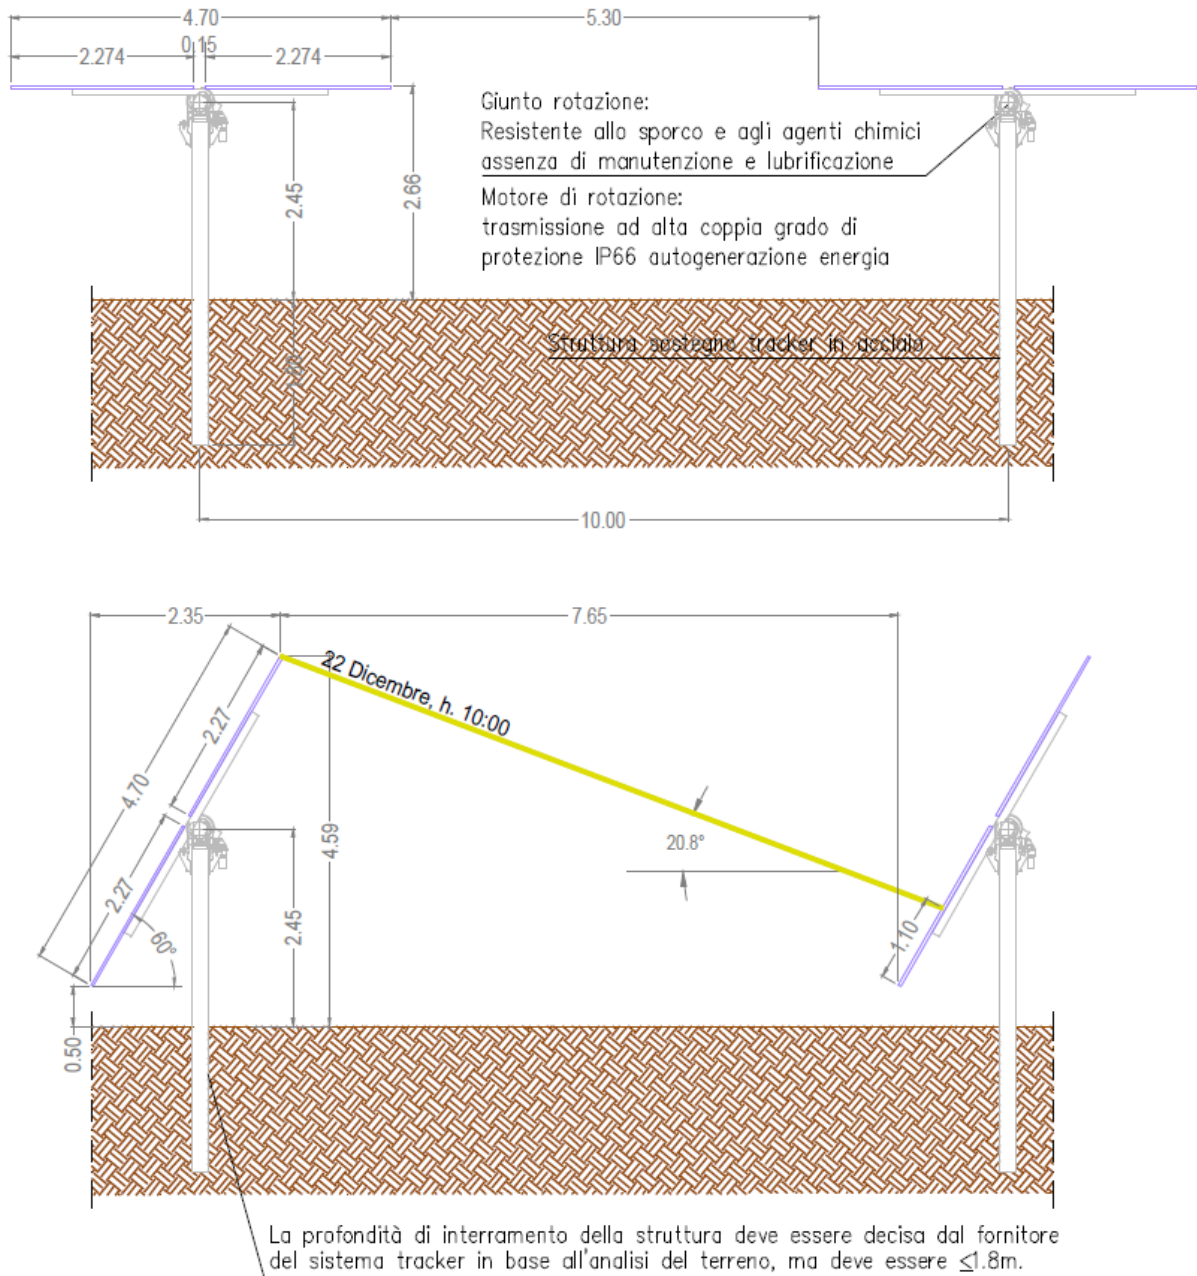 4.70
5.30
0.15
2.274
2.274
Giunto rotazione:
Resistente allo sporco e agli agenti chimici
assenza di manutenzione e lubrificazione
Motore di rotazione:
trasmissione ad alta coppia grado di
protezione IP66 autogenerazione energia
2.45
2.66
Struttura sostegno tracker in acciaio
10.00
2.35
7.65
22 Dicembre, h. 10:00
2.27
4.70
2.27
60°
0.50
2.45
4.59
20.8°
1.10
La profondità di interramento della struttura deve essere decisa dal fornitore
del sistema tracker in base all'analisi del terreno, ma deve essere ≤1.8m.